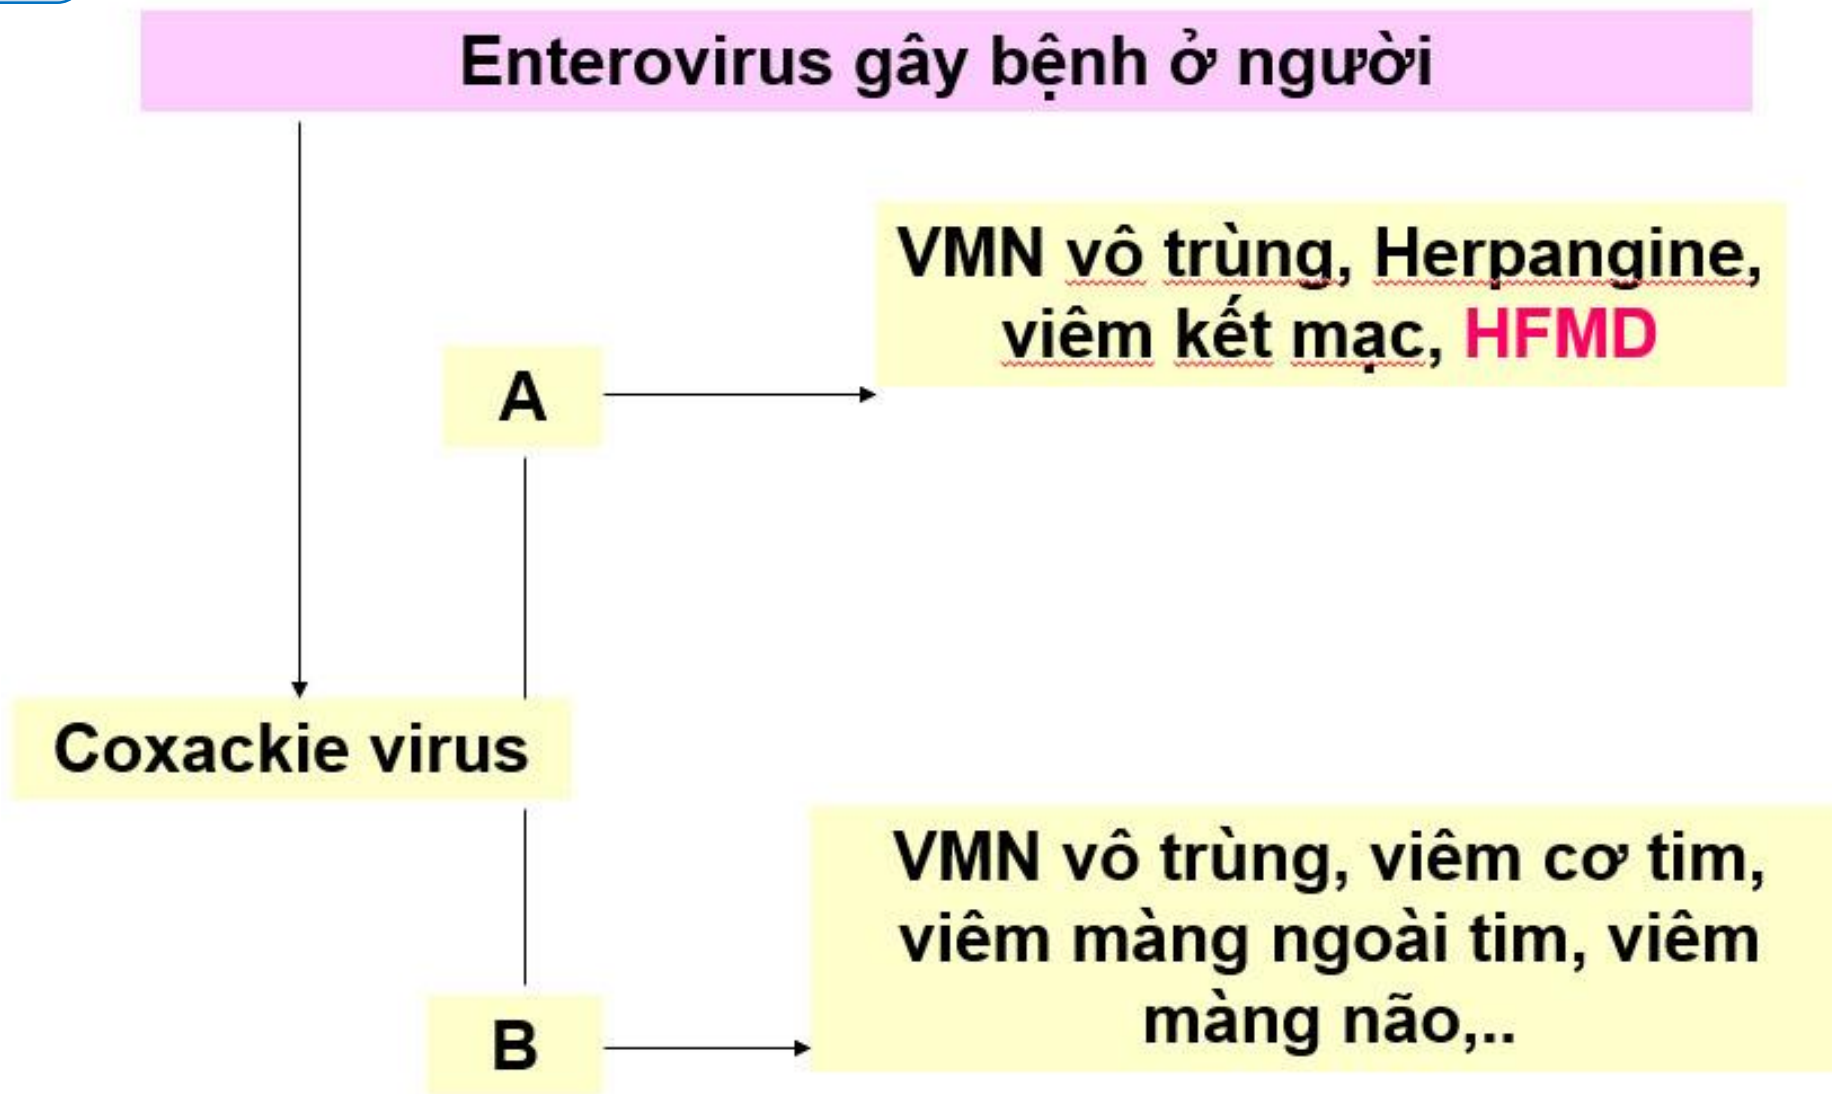 Enterovirus gây bệnh ở người
VMN vô trùng, Herpangine,
viêm kết mạc, HFMD
A
Coxackie virus
VMN vô trùng, viêm cơ tim,
viêm màng ngoài tim, viêm
màng não,..
B